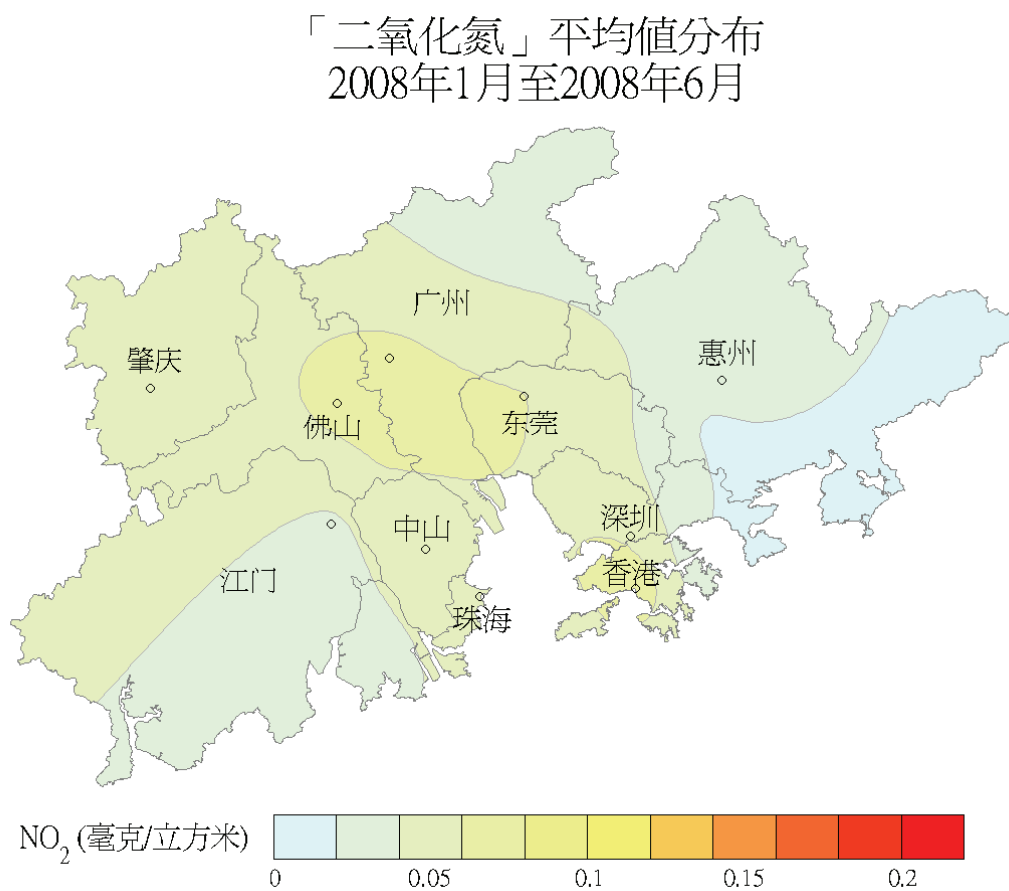 「二氧化氮」平均值分布
2008年1月至2008年6月
广州
肇庆
惠州
佛山
东莞
中山
深圳
江门
香港
珠海
NO₂ (毫克/立方米)
0 0.05 0.1 0.15 0.2